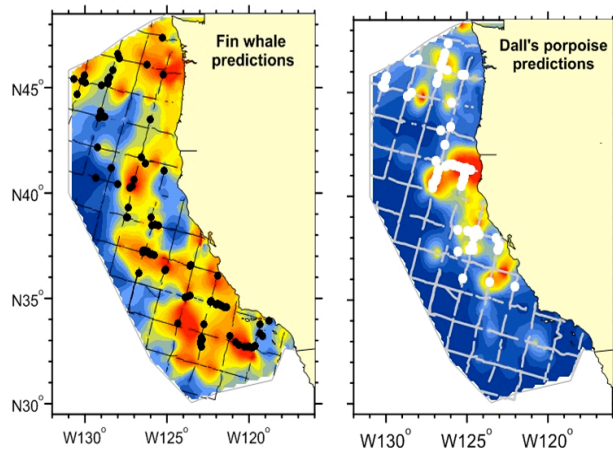 Fin whale
predictions
Dall's porpoise
predictions
N45°
N40°
N35°
N30°
W130° W125° W120°
W130° W125° W120°